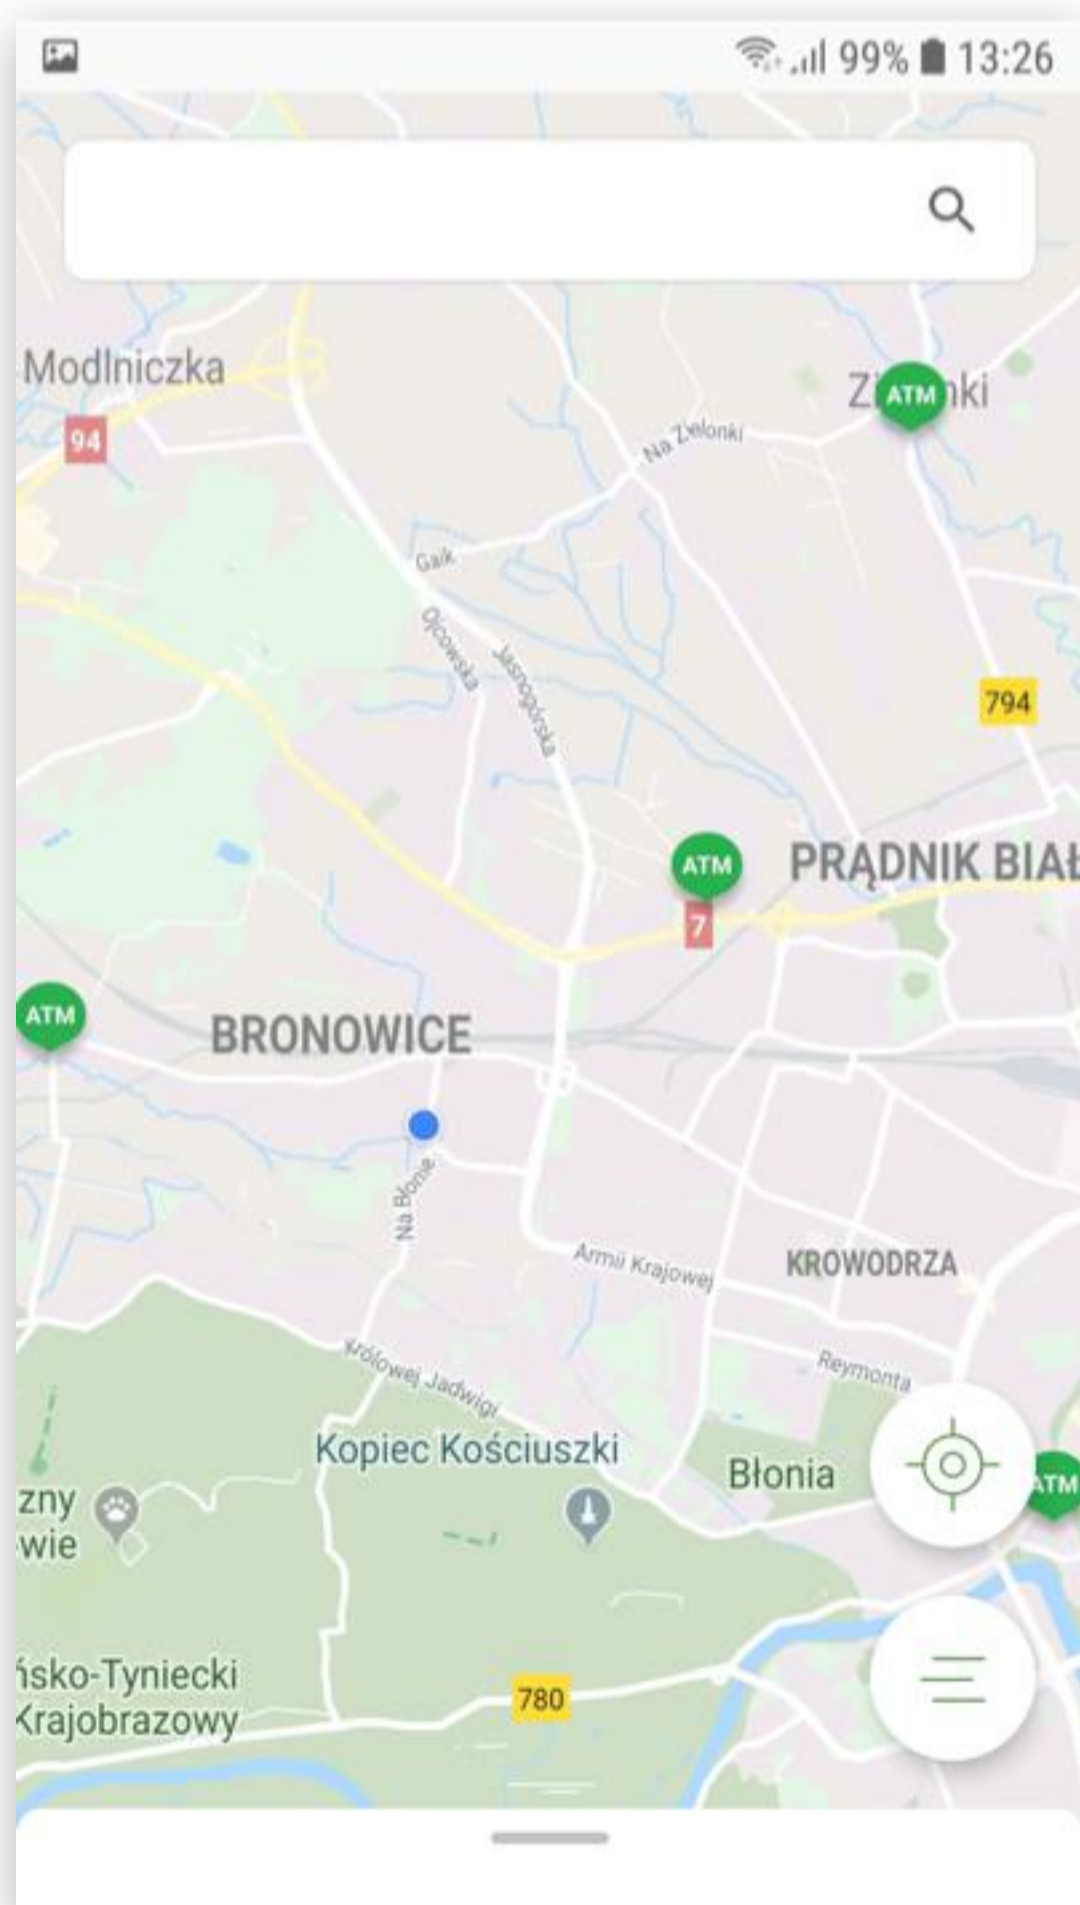 99% 13:26
Modlniczka
94
ATM
Na Zielonki
Gaik
Ojcowska
Jasnogórska
794
ATM
PRĄDNIK BIAŁ
7
ATM
BRONOWICE
Na Błonie
Armii Krajowej
KROWODRZA
Królowej Jadwigi
Reymonta
Kopiec Kościuszki
Błonia
ATM
zny
wie
ńsko-Tyniecki
Krajobrazowy
780